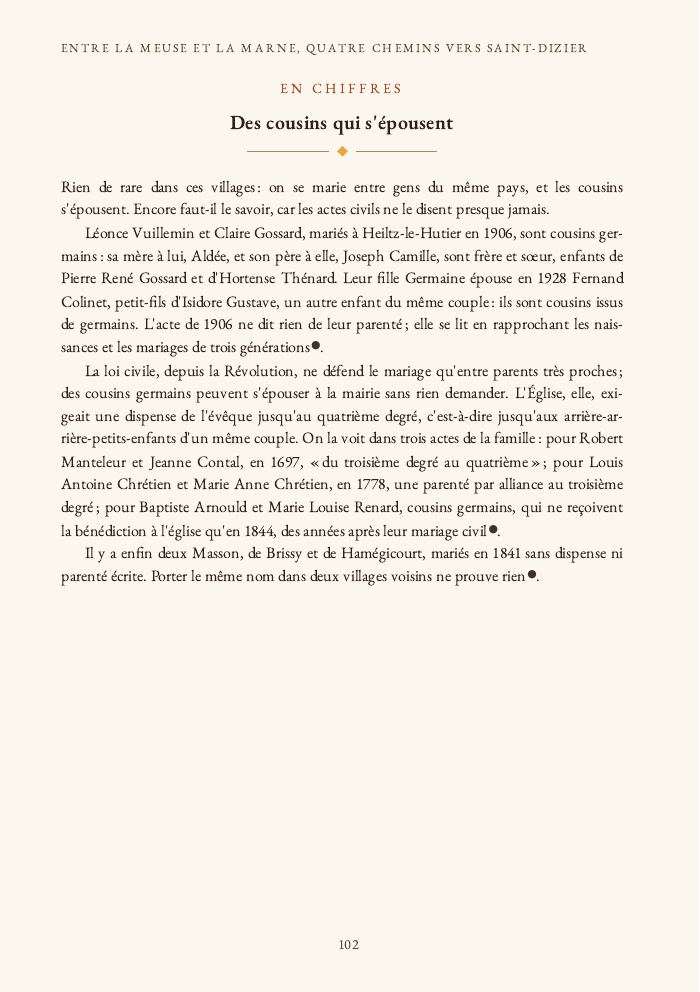 ENTRE LA MEUSE ET LA MARNE, QUATRE CHEMINS VERS SAINT-DIZIER
EN CHIFFRES
Des cousins qui s'épousent
Rien de rare dans ces villages : on se marie entre gens du même pays, et les cousins
s'épousent. Encore faut-il le savoir, car les actes civils ne le disent presque jamais.
Léonce Vuillemin et Claire Gossard, mariés à Heiltz-le-Hutier en 1906, sont cousins ger-
mains : sa mère à lui, Aldée, et son père à elle, Joseph Camille, sont frère et sœur, enfants de
Pierre René Gossard et d'Hortense Thénard. Leur fille Germaine épouse en 1928 Fernand
Colinet, petit-fils d'Isidore Gustave, un autre enfant du même couple : ils sont cousins issus
de germains. L'acte de 1906 ne dit rien de leur parenté ; elle se lit en rapprochant les nais-
sances et les mariages de trois générations●.
La loi civile, depuis la Révolution, ne défend le mariage qu'entre parents très proches ;
des cousins germains peuvent s'épouser à la mairie sans rien demander. L'Église, elle, exi-
geait une dispense de l'évêque jusqu'au quatrième degré, c'est-à-dire jusqu'aux arrière-ar-
rière-petits-enfants d'un même couple. On la voit dans trois actes de la famille : pour Robert
Manteleur et Jeanne Contal, en 1697, « du troisième degré au quatrième » ; pour Louis
Antoine Chrétien et Marie Anne Chrétien, en 1778, une parenté par alliance au troisième
degré ; pour Baptiste Arnould et Marie Louise Renard, cousins germains, qui ne reçoivent
la bénédiction à l'église qu'en 1844, des années après leur mariage civil●.
Il y a enfin deux Masson, de Brissy et de Hamégicourt, mariés en 1841 sans dispense ni
parenté écrite. Porter le même nom dans deux villages voisins ne prouve rien●.
102